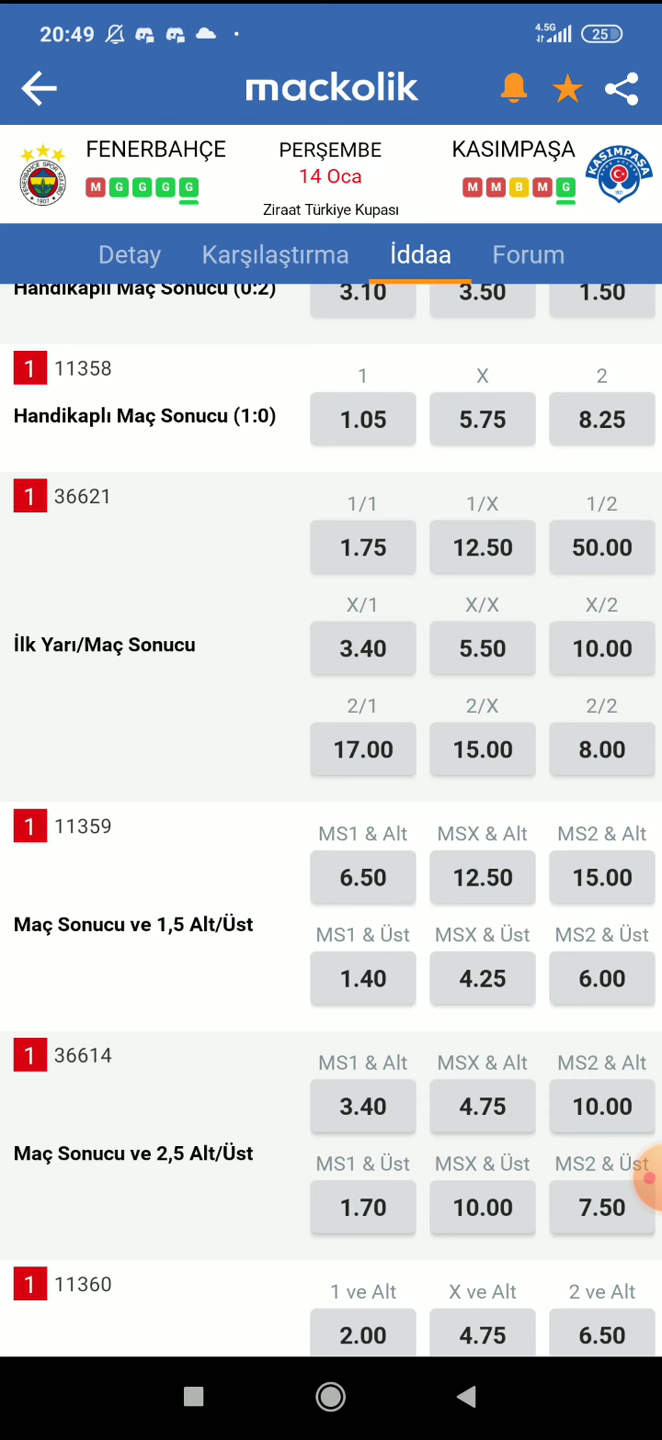 20:49 4.5G 25
mackolik
FENERBAHÇE PERŞEMBE KASIMPAŞA
M G G G G 14 Oca M M B M G
Ziraat Türkiye Kupası
Detay Karşılaştırma İddaa Forum
Handikaplı Maç Sonucu (0:2) 3.10 3.50 1.50
1 11358 1 X 2
Handikaplı Maç Sonucu (1:0) 1.05 5.75 8.25
1 36621 1/1 1/X 1/2
1.75 12.50 50.00
X/1 X/X X/2
İlk Yarı/Maç Sonucu 3.40 5.50 10.00
2/1 2/X 2/2
17.00 15.00 8.00
1 11359 MS1 & Alt MSX & Alt MS2 & Alt
6.50 12.50 15.00
Maç Sonucu ve 1,5 Alt/Üst MS1 & Üst MSX & Üst MS2 & Üst
1.40 4.25 6.00
1 36614 MS1 & Alt MSX & Alt MS2 & Alt
3.40 4.75 10.00
Maç Sonucu ve 2,5 Alt/Üst MS1 & Üst MSX & Üst MS2 & Üst
1.70 10.00 7.50
1 11360 1 ve Alt X ve Alt 2 ve Alt
2.00 4.75 6.50